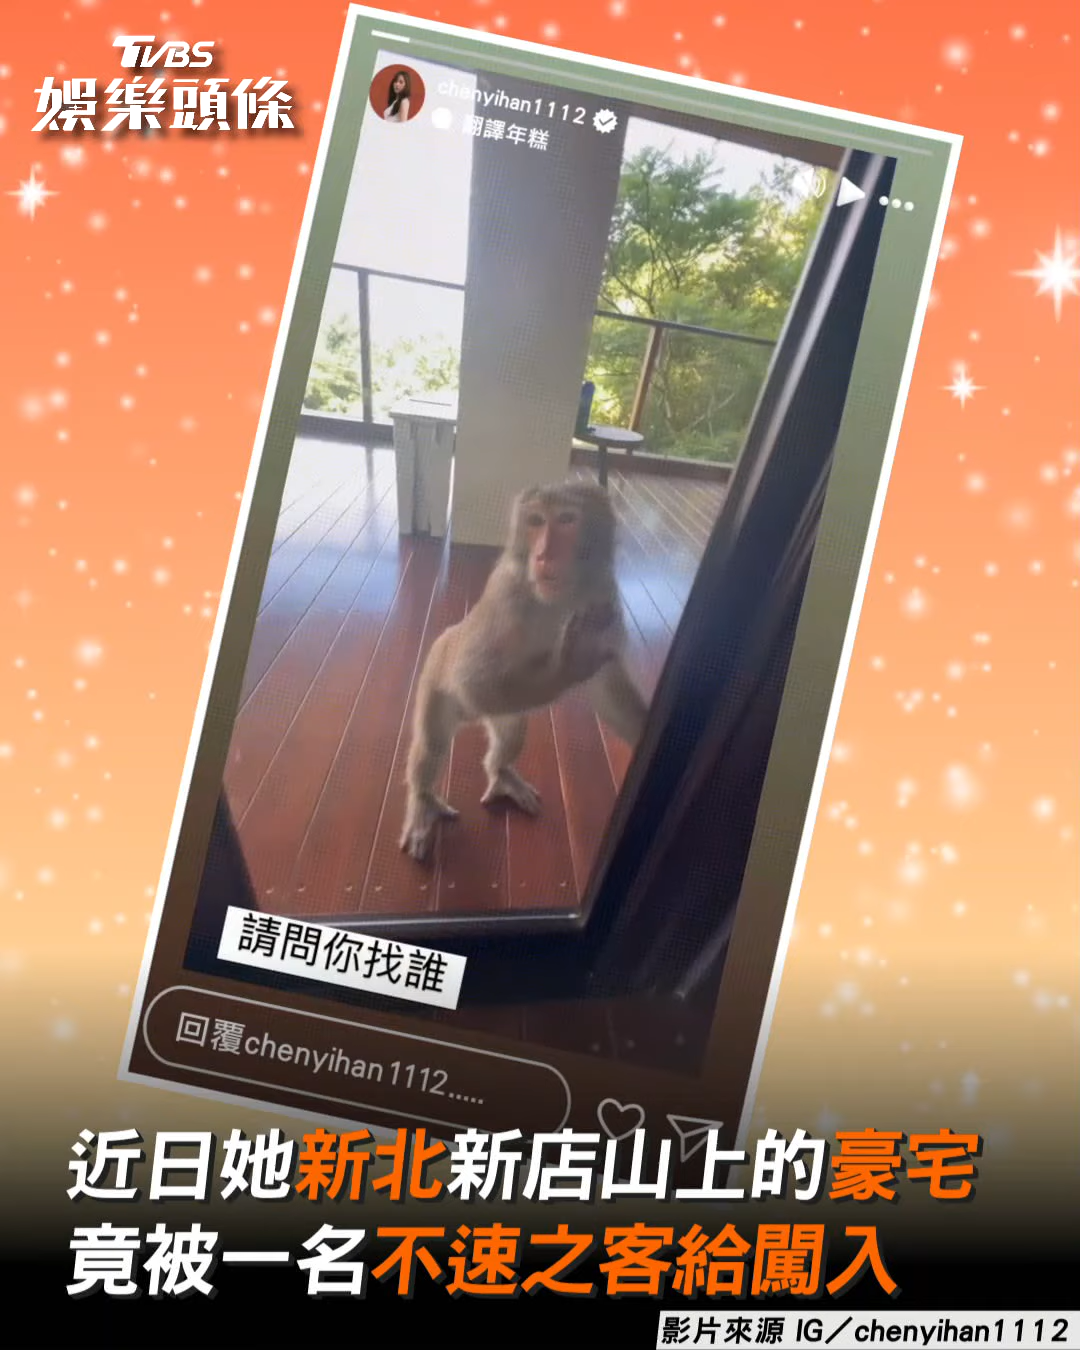 TVBS
娛樂頭條
chenyihan1112
翻譯年糕
請問你找誰
回覆chenyihan1112.....
近日她新北新店山上的豪宅
竟被一名不速之客給闖入
影片來源 IG／chenyihan1112